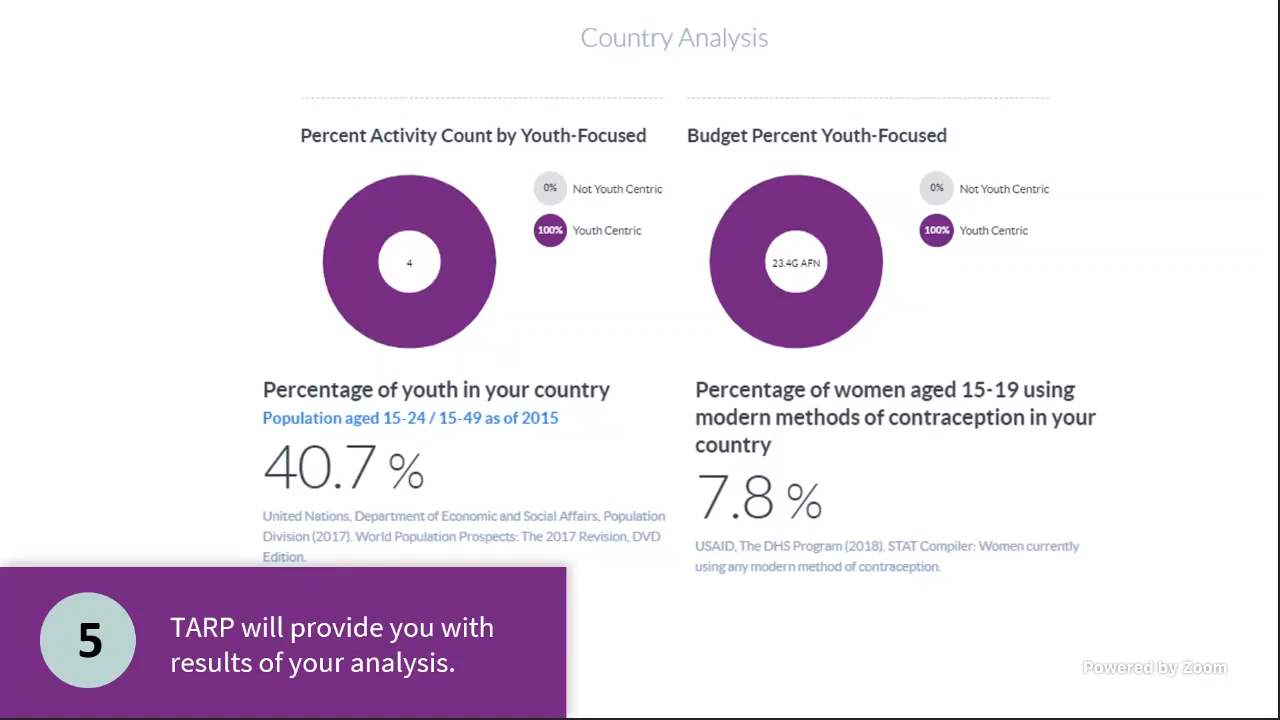 Country Analysis
Percent Activity Count by Youth-Focused
0% Not Youth Centric
100% Youth Centric
4
Budget Percent Youth-Focused
0% Not Youth Centric
100% Youth Centric
23.4G AFN
Percentage of youth in your country
Population aged 15-24 / 15-49 as of 2015
40.7 %
United Nations, Department of Economic and Social Affairs, Population
Division (2017). World Population Prospects: The 2017 Revision, DVD
Edition.
Percentage of women aged 15-19 using
modern methods of contraception in your
country
7.8 %
USAID, The DHS Program (2018). STAT Compiler: Women currently
using any modern method of contraception.
5
TARP will provide you with
results of your analysis.
Powered by Zoom